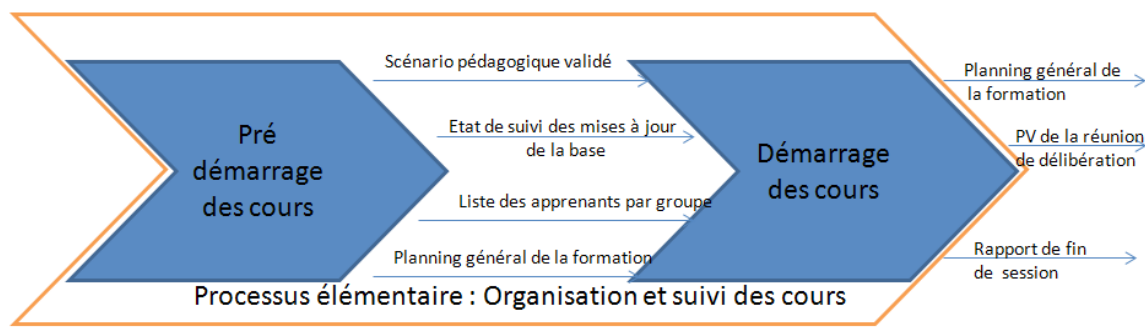 Pré
démarrage
des cours
Scénario pédagogique validé
Etat de suivi des mises à jour
de la base
Liste des apprenants par groupe
Planning général de la formation
Démarrage
des cours
Planning général de
la formation
PV de la réunion
de délibération
Rapport de fin
de session
Processus élémentaire : Organisation et suivi des cours